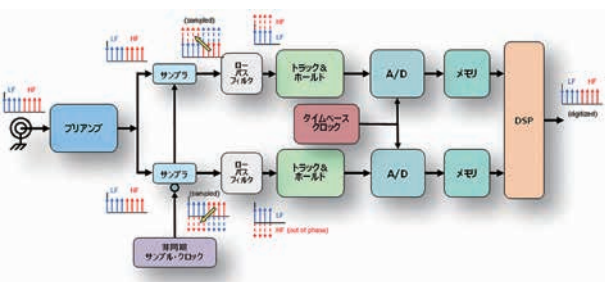 LF HF
プリアンプ
LF HF
サンプラ
(sampled)
ロー
パス
フィルタ
HF
LF
トラック&
ホールド
A/D
メモリ
タイムベース
クロック
DSP
LF HF
(digitized)
LF HF
サンプラ
(sampled)
ロー
パス
フィルタ
LF
HF (out of phase)
トラック&
ホールド
A/D
メモリ
非同期
サンプル・クロック